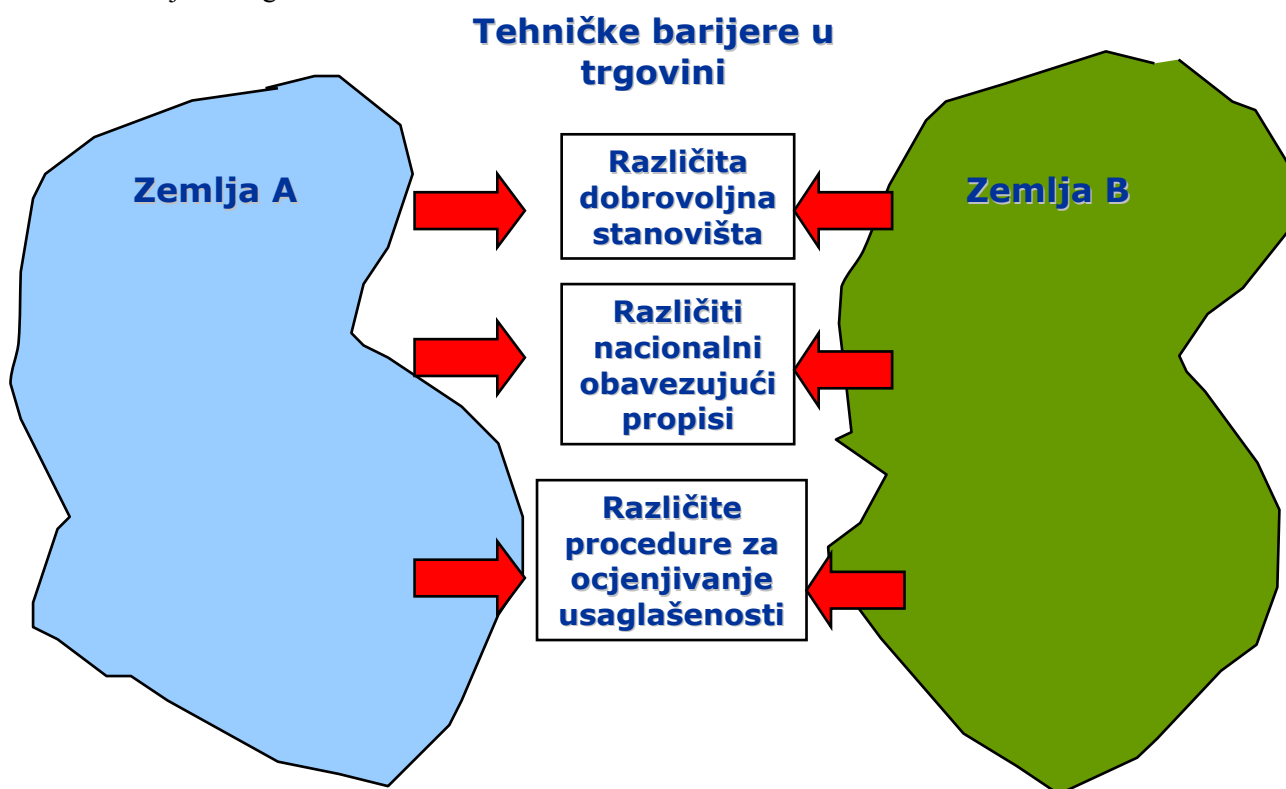 Tehničke barijere u
trgovini
Zemlja A
Različita
dobrovoljna
stanovišta
Zemlja B
Različiti
nacionalni
obavezujući
propisi
Različite
procedure za
ocjenjivanje
usaglašenosti